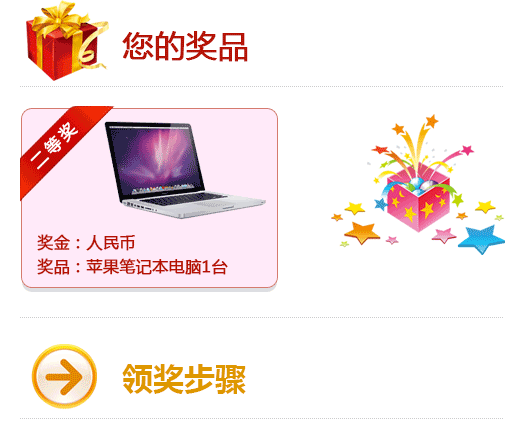 您的奖品
二等奖
奖金：人民币
奖品：苹果笔记本电脑1台
领奖步骤